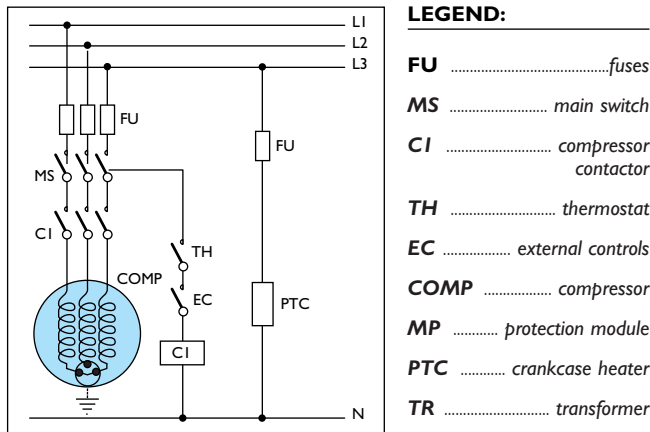 L1
L2
L3
FU
FU
MS
C1
TH
COMP
EC
PTC
C1
N
LEGEND:
FU ..........................................fuses
MS .......................... main switch
C1 ............................ compressor
contactor
TH ............................ thermostat
EC .................. external controls
COMP .................. compressor
MP ............ protection module
PTC ............ crankcase heater
TR ............................ transformer